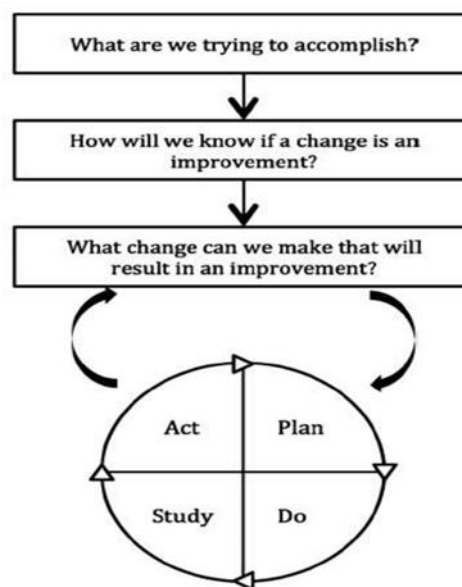 What are we trying to accomplish?
How will we know if a change is an
improvement?
What change can we make that will
result in an improvement?
Act
Plan
Study
Do